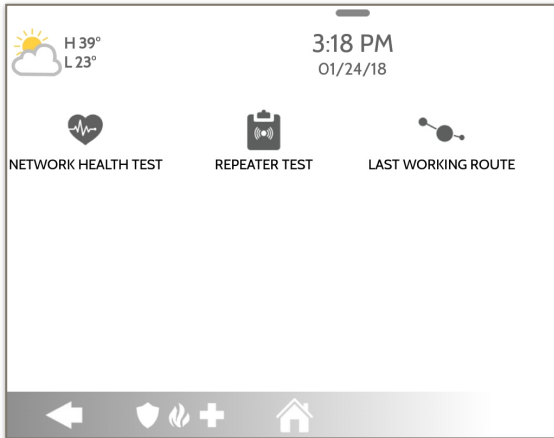 H 39°
L 23°
3:18 PM
01/24/18
NETWORK HEALTH TEST
REPEATER TEST
LAST WORKING ROUTE